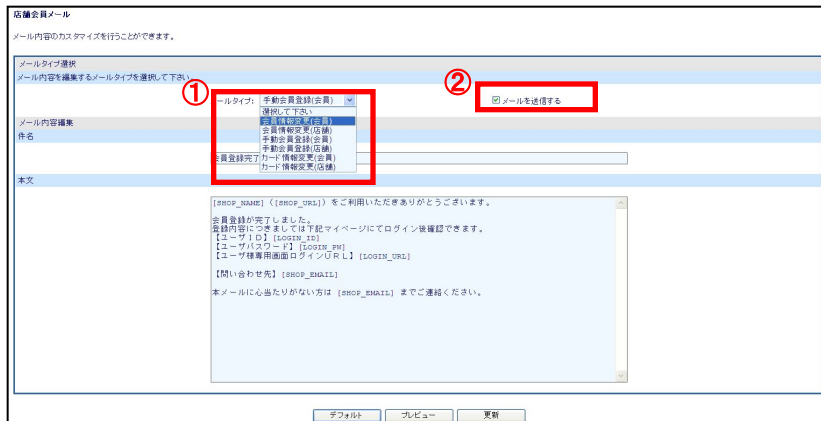 店舗会員メール
メール内容のカスタマイズを行うことができます。
メールタイプ選択
メール内容を編集するメールタイプを選択して下さい。
① ②
ールタイプ: 手動会員登録(会員) メールを送信する
選択して下さい
会員情報変更(会員)
会員情報変更(店舗)
手動会員登録(会員)
手動会員登録(店舗)
カード情報変更(会員)
カード情報変更(店舗)
メール内容編集
件名
会員登録完了
本文
[SHOP_NAME] ([SHOP_URL]) をご利用いただきありがとうございます。
会員登録が完了しました。
登録内容につきましては下記マイページにてログイン後確認できます。
【ユーザID】[LOGIN_ID]
【ユーザパスワード】[LOGIN_PW]
【ユーザ様専用画面ログインURL】[LOGIN_URL]
【問い合わせ先】[SHOP_EMAIL]
本メールに心当たりがない方は [SHOP_EMAIL] までご連絡ください。
デフォルト プレビュー 更新